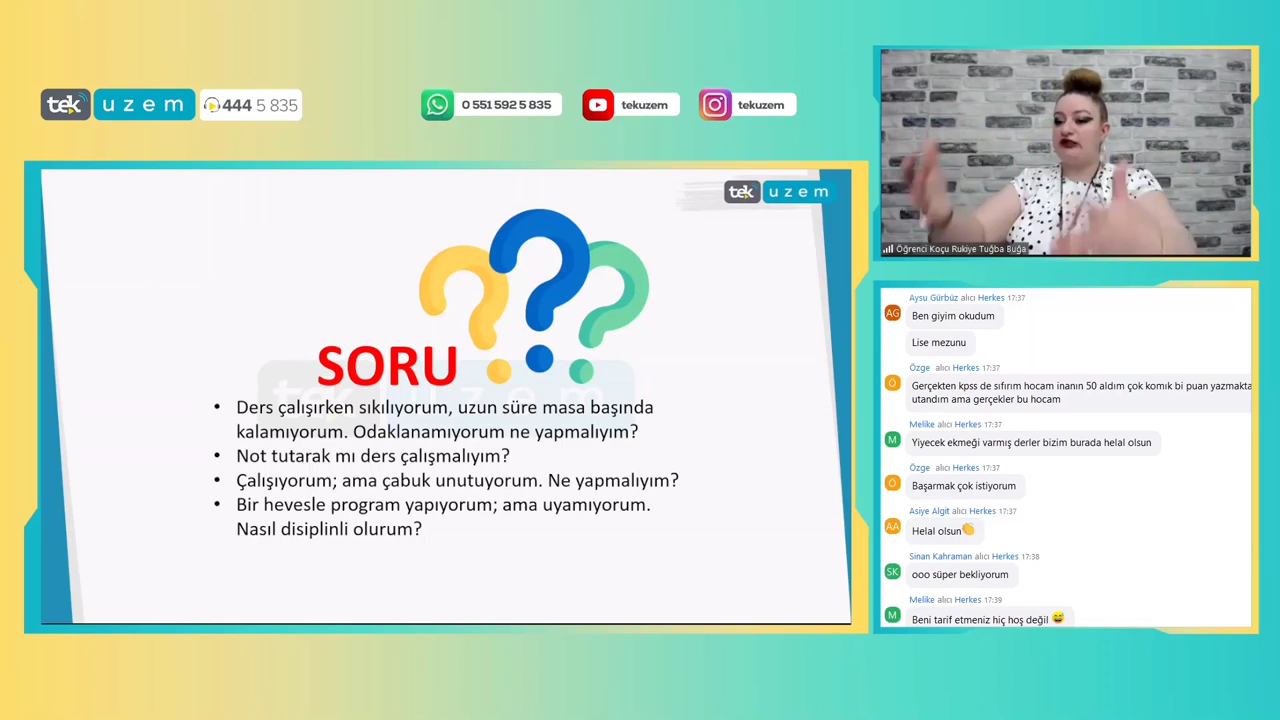 tek uzem 444 5 835
0 551 592 5 835
tekuzem
tekuzem
tek uzem
SORU
tek uzem
• Ders çalışırken sıkılıyorum, uzun süre masa başında
kalamıyorum. Odaklanamıyorum ne yapmalıyım?
• Not tutarak mı ders çalışmalıyım?
• Çalışıyorum; ama çabuk unutuyorum. Ne yapmalıyım?
• Bir hevesle program yapıyorum; ama uyamıyorum.
Nasıl disiplinli olurum?
Öğrenci Koçu Rukiye Tuğba Buğa
Aysu Gürbüz alıcı Herkes 17:37
AG
Ben giyim okudum
Lise mezunu
Özge alıcı Herkes 17:37
Ö
Gerçekten kpss de sıfırım hocam inanın 50 aldım çok komık bi puan yazmakta
utandım ama gerçekler bu hocam
Melike alıcı Herkes 17:37
M
Yiyecek ekmeği varmış derler bizim burada helal olsun
Özge alıcı Herkes 17:37
Ö
Başarmak çok istiyorum
Asiye Algit alıcı Herkes 17:37
AA
Helal olsun👏
Sinan Kahraman alıcı Herkes 17:38
SK
ooo süper bekliyorum
Melike alıcı Herkes 17:39
M
Beni tarif etmeniz hiç hoş değil 😅